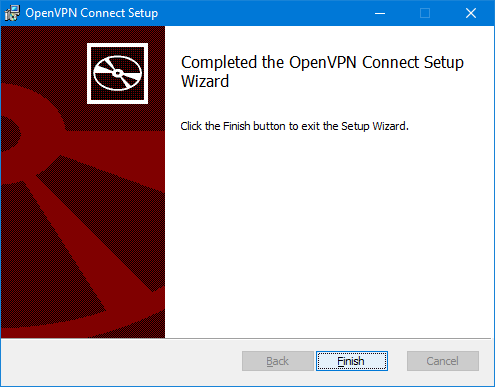 OpenVPN Connect Setup
Completed the OpenVPN Connect Setup
Wizard
Click the Finish button to exit the Setup Wizard.
Back
Finish
Cancel